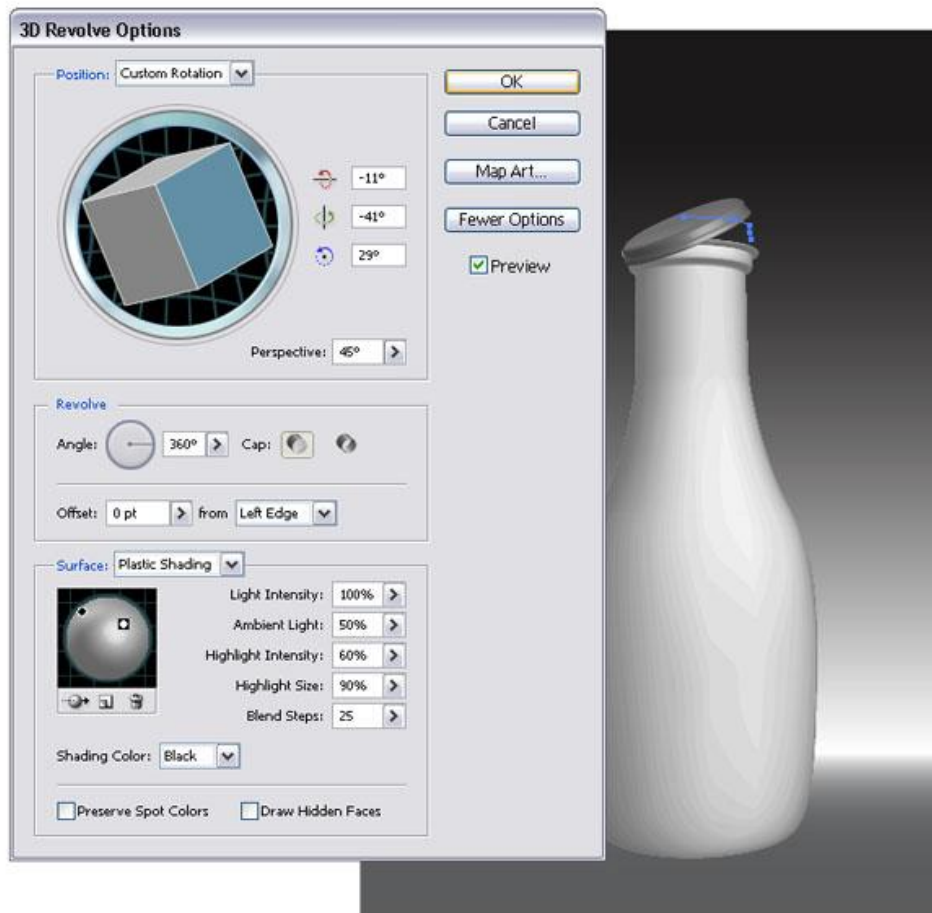 3D Revolve Options
Position: Custom Rotation
OK
Cancel
Map Art...
Fewer Options
Preview
-11°
-41°
29°
Perspective: 45°
Revolve
Angle: 360° Cap:
Offset: 0 pt from Left Edge
Surface: Plastic Shading
Light Intensity: 100%
Ambient Light: 50%
Highlight Intensity: 60%
Highlight Size: 90%
Blend Steps: 25
Shading Color: Black
Preserve Spot Colors Draw Hidden Faces